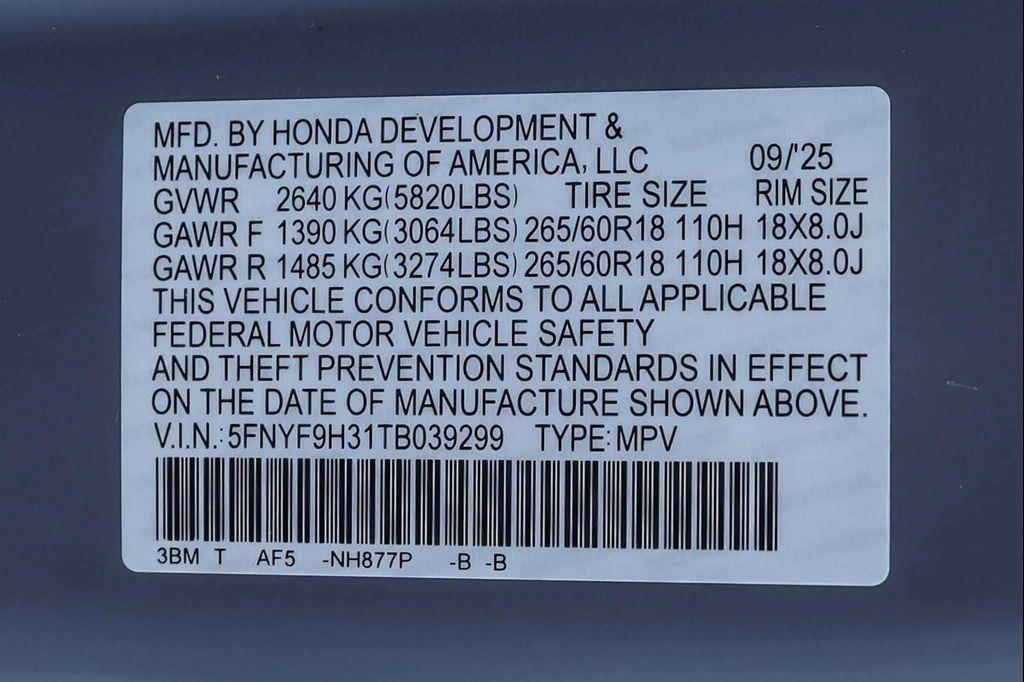 MFD. BY HONDA DEVELOPMENT &
MANUFACTURING OF AMERICA, LLC 09/'25
GVWR 2640 KG(5820LBS) TIRE SIZE RIM SIZE
GAWR F 1390 KG(3064LBS) 265/60R18 110H 18X8.0J
GAWR R 1485 KG(3274LBS) 265/60R18 110H 18X8.0J
THIS VEHICLE CONFORMS TO ALL APPLICABLE
FEDERAL MOTOR VEHICLE SAFETY
AND THEFT PREVENTION STANDARDS IN EFFECT
ON THE DATE OF MANUFACTURE SHOWN ABOVE.
V.I.N.:5FNYF9H31TB039299 TYPE:MPV
3BM T AF5 -NH877P -B -B